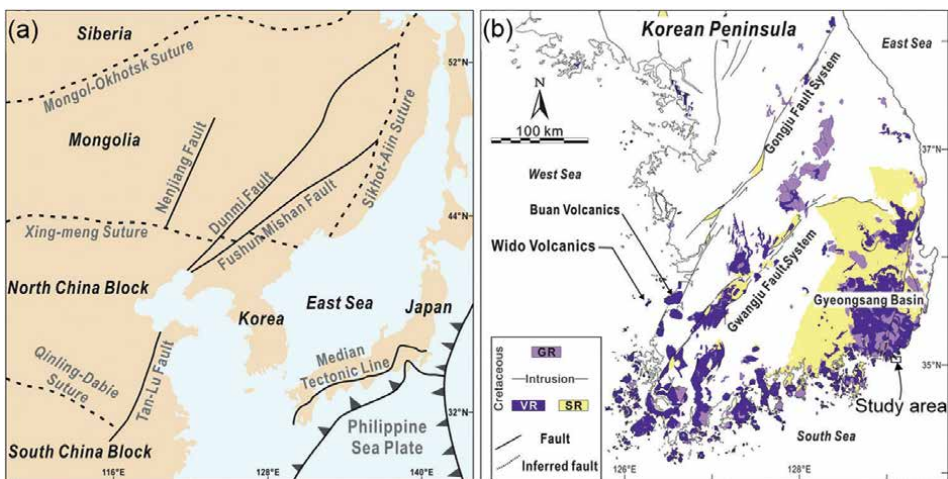 (a)
Siberia
Mongol-Okhotsk Suture
52°N
Mongolia
Nenjiang Fault
Dunmi Fault
Fushun Mishan Fault
Sikhot-Aiin Suture
44°N
Xing-meng Suture
North China Block
East Sea
Japan
Korea
Median
Tectonic Line
Qinling-Dabie
Suture
Tan-Lu Fault
32°N
Philippine
Sea Plate
South China Block
116°E
128°E
140°E
(b)
Korean Peninsula
East Sea
N
100 km
Gongju Fault System
37°N
West Sea
Buan Volcanics
Wido Volcanics
Gwangju Fault System
Gyeongsang Basin
Cretaceous
GR
Intrusion
VR
SR
Fault
Inferred fault
35°N
Study area
South Sea
126°E
128°E